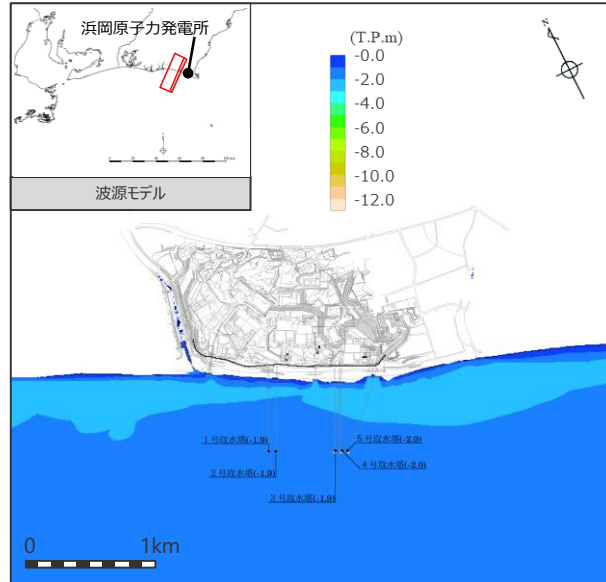 浜岡原子力発電所
波源モデル
(T.P.m)
-0.0
-2.0
-4.0
-6.0
-8.0
-10.0
-12.0
1号取水塔(-1.9)
2号取水塔(-1.9)
3号取水塔(-1.9)
5号取水塔(-2.0)
4号取水塔(-2.0)
0 1km